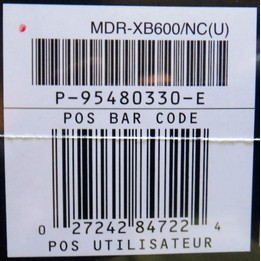 MDR-XB600/NC(U)
P-95480330-E
POS BAR CODE
0 27242 84722 4
POS UTILISATEUR